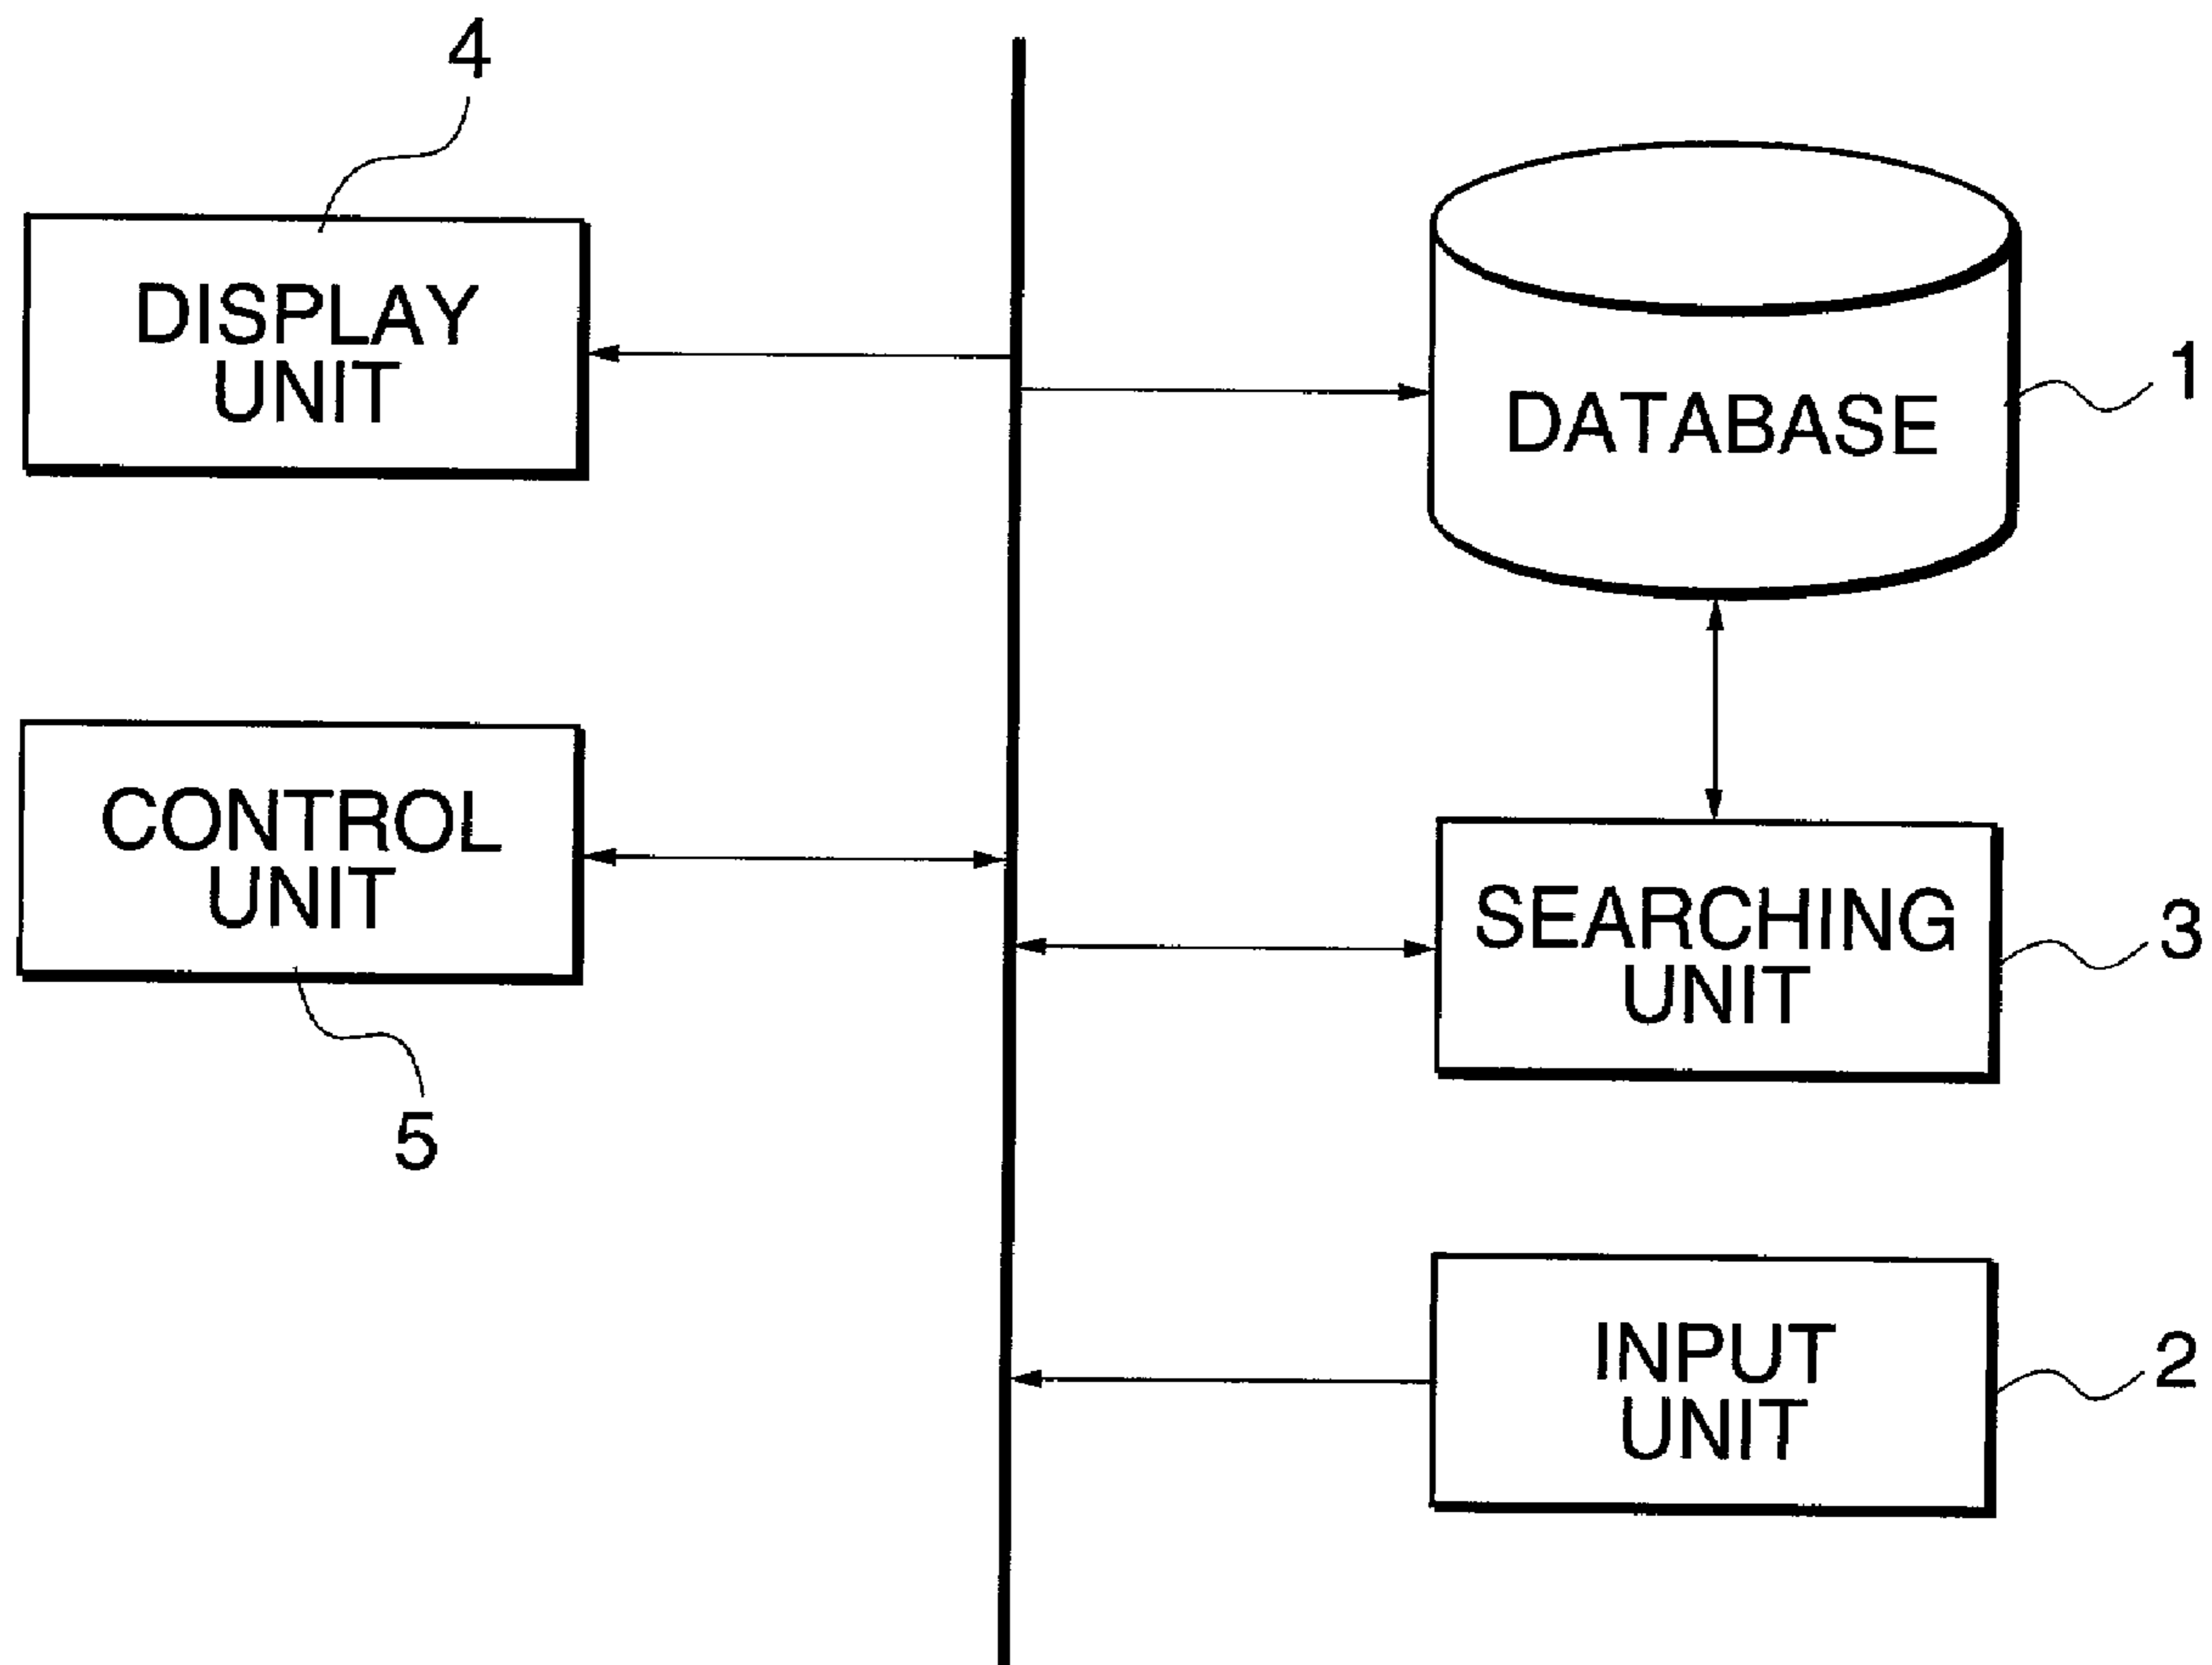 4
DISPLAY
UNIT
DATABASE
1
CONTROL
UNIT
5
SEARCHING
UNIT
3
INPUT
UNIT
2